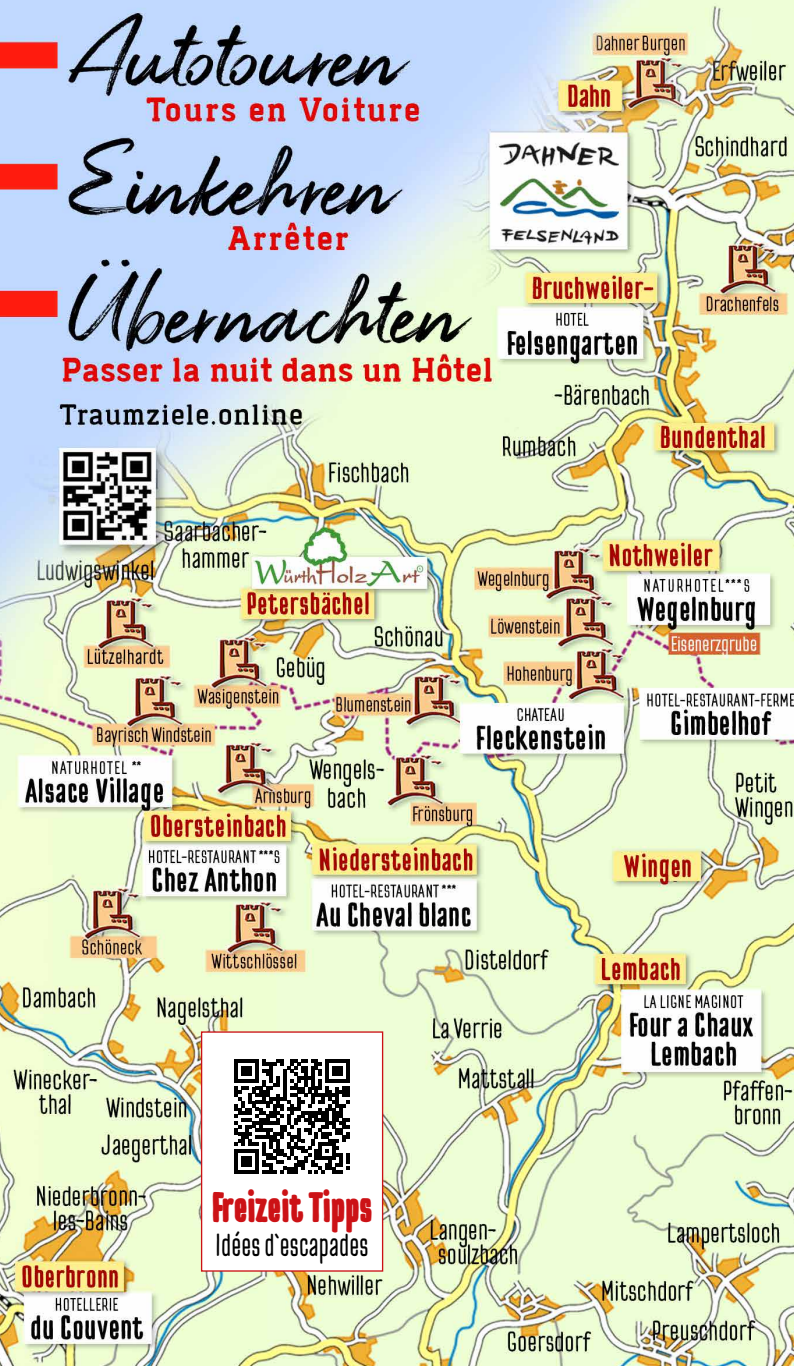 Autotouren
Tours en Voiture
Einkehren
Arrêter
Übernachten
Passer la nuit dans un Hôtel
Traumziele.online
Dahner Burgen
Erfweiler
Dahn
Schindhard
DAHNER
FELSENLAND
Drachenfels
Bruchweiler-
HOTEL
Felsengarten
-Bärenbach
Rumbach
Bundenthal
Fischbach
Saarbacher-
hammer
Ludwigswinkel
WürthHolzArt
Petersbächel
Wegelnburg
Nothweiler
NATURHOTEL***S
Wegelnburg
Eisenerzgrube
Löwenstein
Lützelhardt
Schönau
Gebüg
Wasigenstein
Hohenburg
Blumenstein
Bayrisch Windstein
CHATEAU
Fleckenstein
HOTEL-RESTAURANT-FERME
Gimbelhof
NATURHOTEL **
Alsace Village
Arnsburg
Wengels-
bach
Frönsburg
Petit
Wingen
Obersteinbach
HOTEL-RESTAURANT ***S
Chez Anthon
Niedersteinbach
HOTEL-RESTAURANT ***
Au Cheval blanc
Wingen
Schöneck
Wittschlössel
Disteldorf
Lembach
LA LIGNE MAGINOT
Four a Chaux
Lembach
Dambach
Nagelsthal
La Verrie
Mattstall
Winecker-
thal
Windstein
Jaegerthal
Pfaffen-
bronn
Niederbronn-
les-Bains
Freizeit Tipps
Idées d`escapades
Langen-
soulzbach
Lampertsloch
Oberbronn
HOTELLERIE
du Couvent
Nehwiller
Mitschdorf
Goersdorf
Preuschdorf